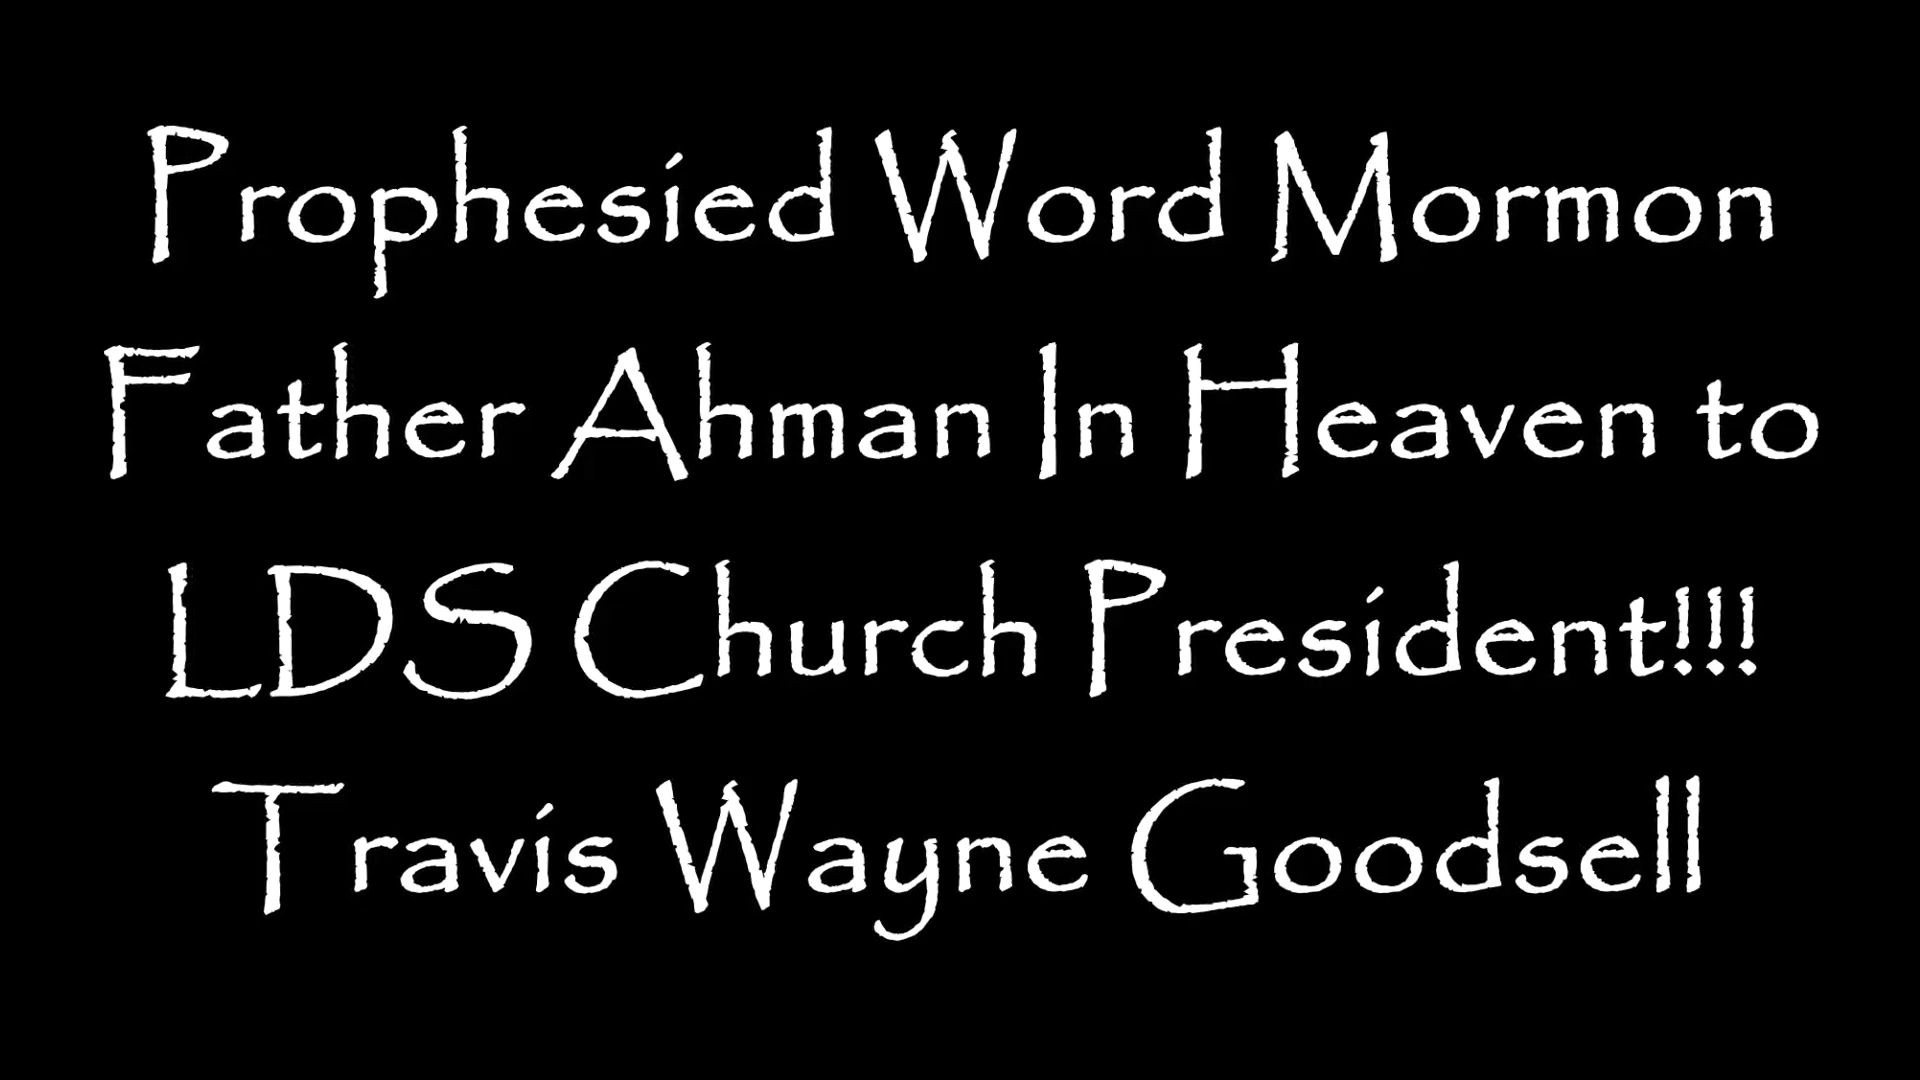 Prophesied Word Mormon
Father Ahman In Heaven to
LDS Church President!!!
Travis Wayne Goodsell